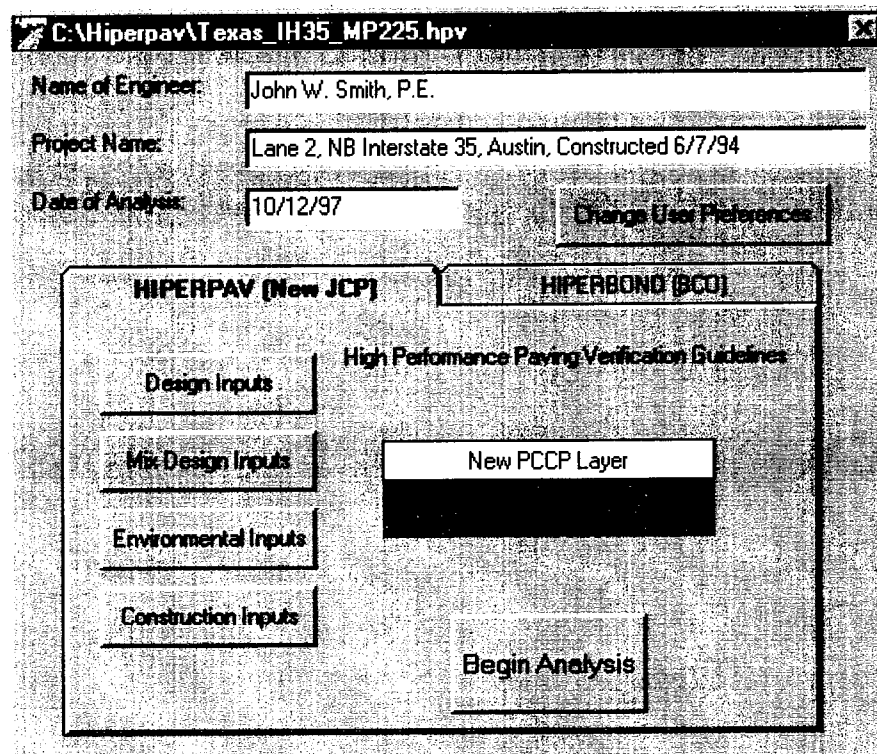 C:\Hiperpav\Texas_IH35_MP225.hpv
Name of Engineer: John W. Smith, P.E.
Project Name: Lane 2, NB Interstate 35, Austin, Constructed 6/7/94
Date of Analysis: 10/12/97
Change User Preferences
HIPERPAV (New JCP) HIPERBOND (BCO)
High Performance Paving Verification Guidelines
Design Inputs
Mix Design Inputs
New PCCP Layer
Environmental Inputs
Construction Inputs
Begin Analysis